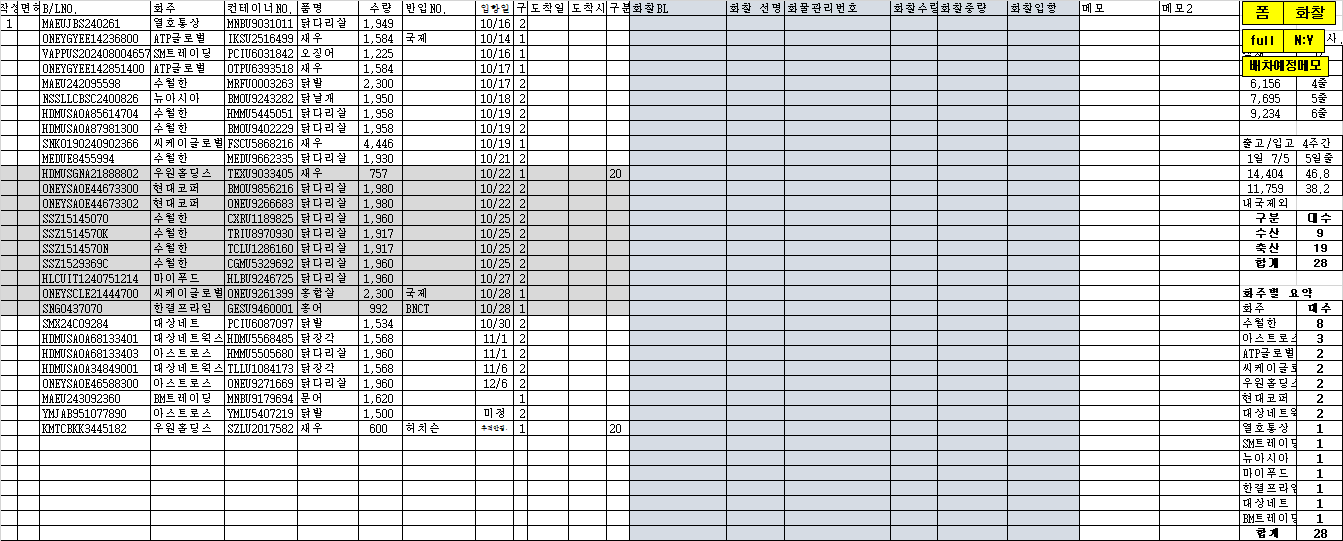 작성 면허 B/LNO. 화주 컨테이너NO. 품명 수량 반입NO. 입항일 구 도착일 도착시 구분 화찰BL 화찰 선명 화물관리번호 화찰수량 화찰중량 화찰입항 메모 메모2 폼 화찰
1 MAEUJBS240261 열호통상 MNBU9031011 닭다리살 1,949 10/16 2
ONEYGYEE14236800 ATP글로벌 IKSU2516499 새우 1,584 국제 10/14 1 full N:Y 사.
VAPPUS202408004657 SM트레이딩 PCIU6031842 오징어 1,225 10/16 1
ONEYGYEE142851400 ATP글로벌 OTPU6393518 새우 1,584 10/17 1 배차예정메모
MAEU242095598 수월한 MRFU0003263 닭발 2,300 10/17 2 6,156 4줄
NSSLLCBSC2400826 뉴아시아 BMOU9243282 닭날개 1,950 10/18 2 7,695 5줄
HDMUSAOA85614704 수월한 HMMU5445051 닭다리살 1,958 10/19 2 9,234 6줄
HDMUSAOA87981300 수월한 BMOU9402229 닭다리살 1,958 10/19 2
SNKO190240902366 씨케이글로벌 FSCU5868216 새우 4,446 10/19 1 출고/입고 4주간
MEDUE8455994 수월한 MEDU9662335 닭다리살 1,930 10/21 2 1일 7/5 5일줄
HDMUSGNA21888802 우원홀딩스 TEXU9033405 새우 757 10/22 1 20 14,404 46.8
ONEYSAOE44673300 현대코퍼 BMOU9856216 닭다리살 1,980 10/22 2 11,759 38.2
ONEYSAOE44673302 현대코퍼 ONEU9266683 닭다리살 1,980 10/22 2 내국제외
SSZ15145070 수월한 CXRU1189825 닭다리살 1,960 10/25 2 구분 대수
SSZ1514570K 수월한 TRIU8970930 닭다리살 1,917 10/25 2 수산 9
SSZ1514570N 수월한 TCLU1286160 닭다리살 1,917 10/25 2 축산 19
SSZ1529369C 수월한 CGMU5329692 닭다리살 1,960 10/25 2 합계 28
HLCUIT1240751214 마이푸드 HLBU9246725 닭다리살 1,960 10/27 2
ONEYSCLE21444700 씨케이글로벌 ONEU9261399 홍합살 2,300 국제 10/28 1 화주별 요약
SNGO437070 한결프라임 GESU9460001 홍어 992 BNCT 10/28 1 화주 대수
SMX24C09284 대상네트 PCIU6087097 닭발 1,534 10/30 2 수월한 8
HDMUSAOA68133401 대상네트웍스 HDMU5568485 닭장각 1,568 11/1 2 아스트로스 3
HDMUSAOA68133403 아스트로스 HMMU5505680 닭다리살 1,960 11/1 2 ATP글로벌 2
HDMUSAOA34849001 대상네트웍스 TLLU1084173 닭장각 1,568 11/6 2 씨케이글로 2
ONEYSAOE46588300 아스트로스 ONEU9271669 닭다리살 1,960 12/6 2 우원홀딩스 2
MAEU243092360 BM트레이딩 MNBU9179694 문어 1,620 1 현대코퍼 2
YMJAB951077890 아스트로스 YMLU5407219 닭발 1,500 미정 2 대상네트웍 2
KMTCBKK3445182 우원홀딩스 SZLU2017582 새우 600 허치슨 1 20 열호통상 1
SM트레이딩 1
뉴아시아 1
마이푸드 1
한결프라임 1
대상네트 1
BM트레이딩 1
합계 28